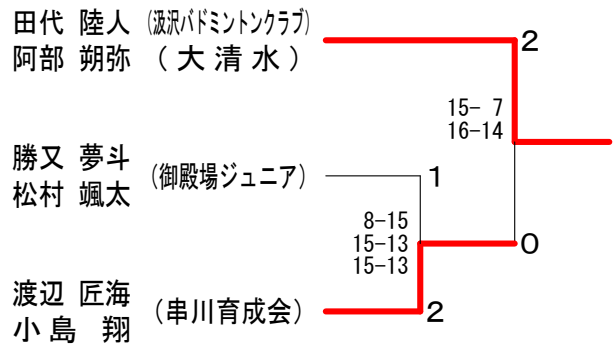 田代 陸人 (汲沢バドミントンクラブ)
阿部 朔弥 (大清水)
2
15- 7
16-14
勝又 夢斗
松村 颯太
(御殿場ジュニア)
1
8-15
15-13
15-13
0
渡辺 匠海
小島 翔
(串川育成会)
2